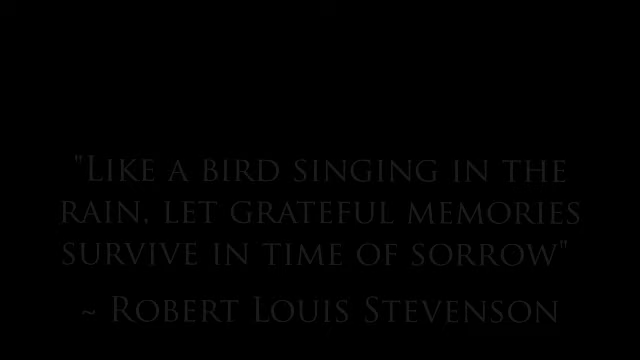 "Like a bird singing in the
rain, let grateful memories
survive in time of sorrow"
~ Robert Louis Stevenson